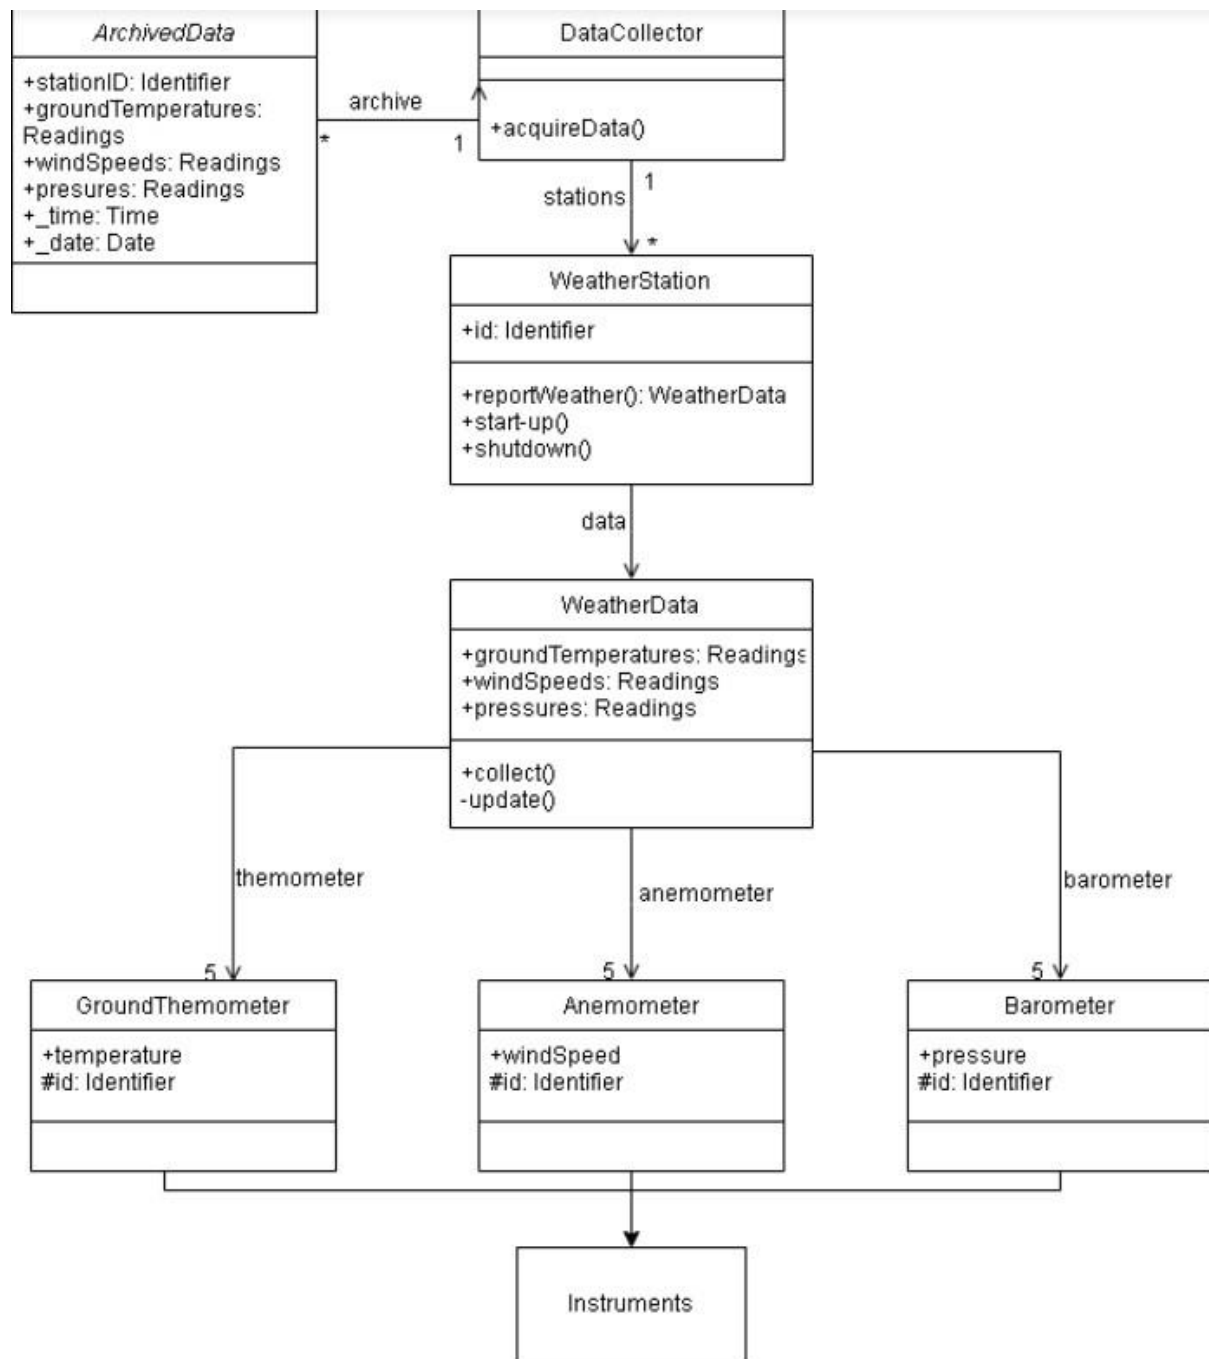 ArchivedData
+stationID: Identifier
+groundTemperatures:
Readings
+windSpeeds: Readings
+presures: Readings
+_time: Time
+_date: Date
archive
*
1
DataCollector
+acquireData()
stations
1
*
WeatherStation
+id: Identifier
+reportWeather(): WeatherData
+start-up()
+shutdown()
data
WeatherData
+groundTemperatures: Readings
+windSpeeds: Readings
+pressures: Readings
+collect()
-update()
themometer
anemometer
barometer
5
5
5
GroundThemometer
+temperature
#id: Identifier
Anemometer
+windSpeed
#id: Identifier
Barometer
+pressure
#id: Identifier
Instruments